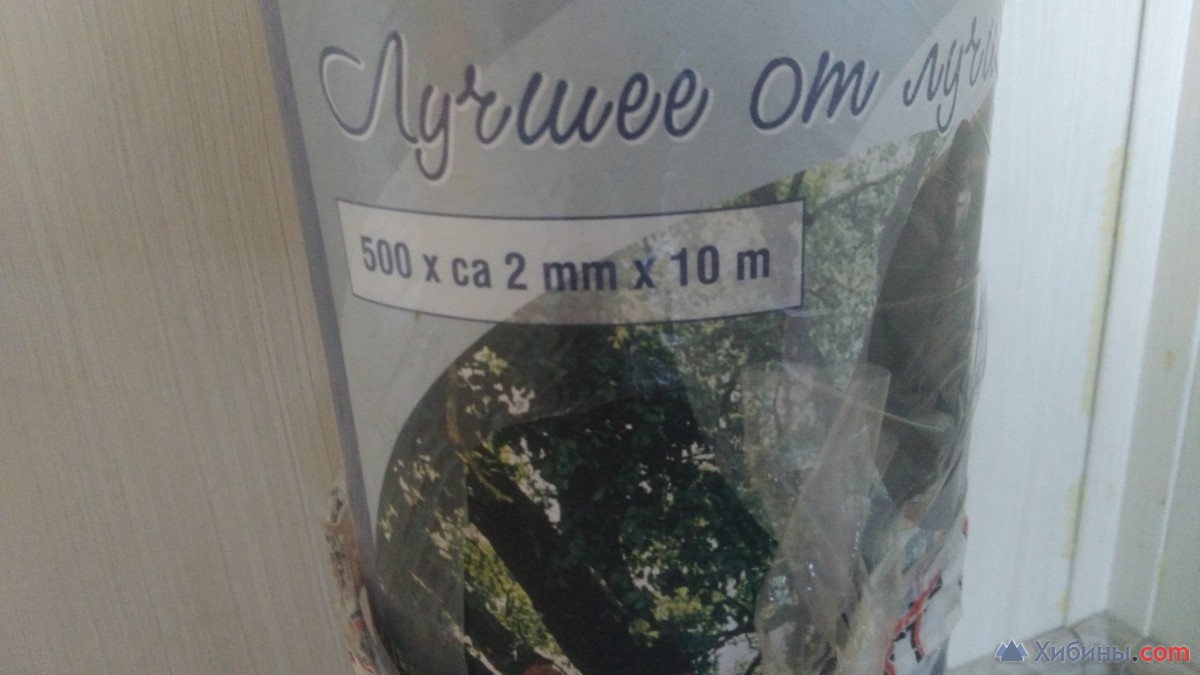 Лучшее от
500 x ca 2 mm x 10 m
Хибины.com